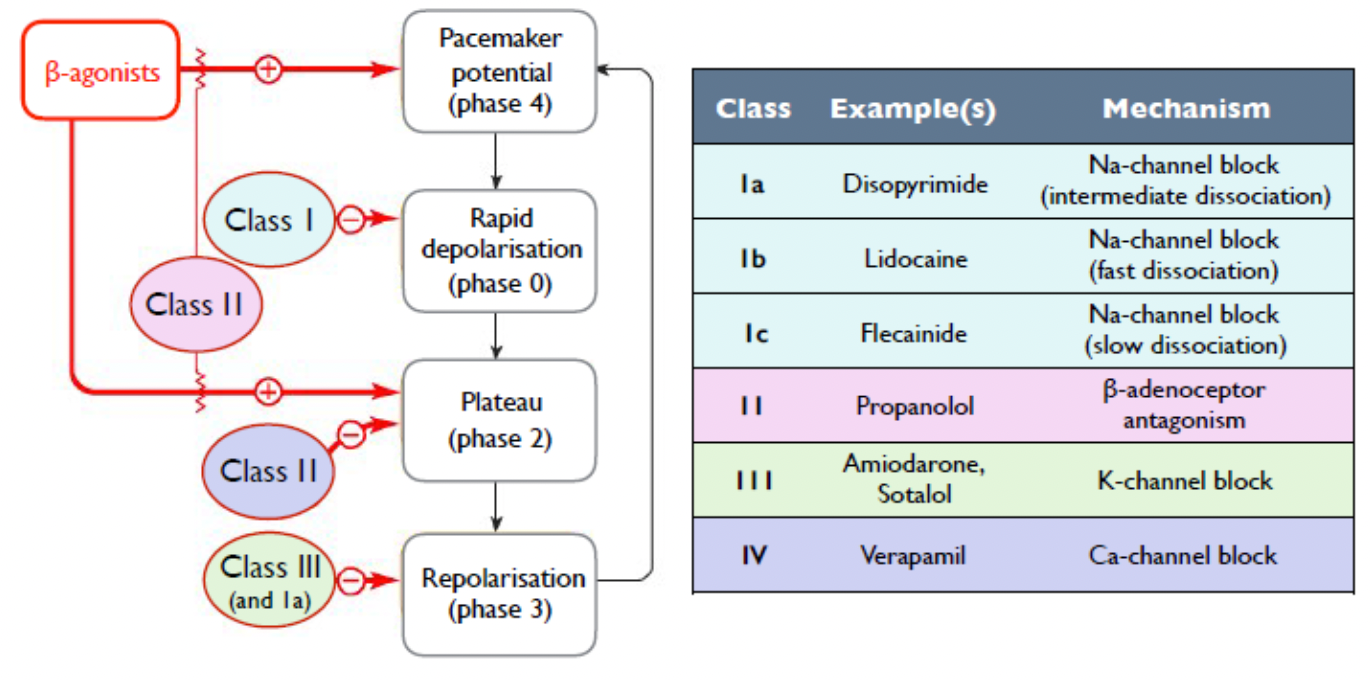 β-agonists
+
Pacemaker
potential
(phase 4)
Class I
−
Rapid
depolarisation
(phase 0)
Class II
+
Plateau
(phase 2)
−
Class II
Class III
(and 1a)
−
Repolarisation
(phase 3)
Class Example(s) Mechanism
Ia Disopyrimide Na-channel block
(intermediate dissociation)
Ib Lidocaine Na-channel block
(fast dissociation)
Ic Flecainide Na-channel block
(slow dissociation)
II Propanolol β-adenoceptor
antagonism
III Amiodarone,
Sotalol K-channel block
IV Verapamil Ca-channel block